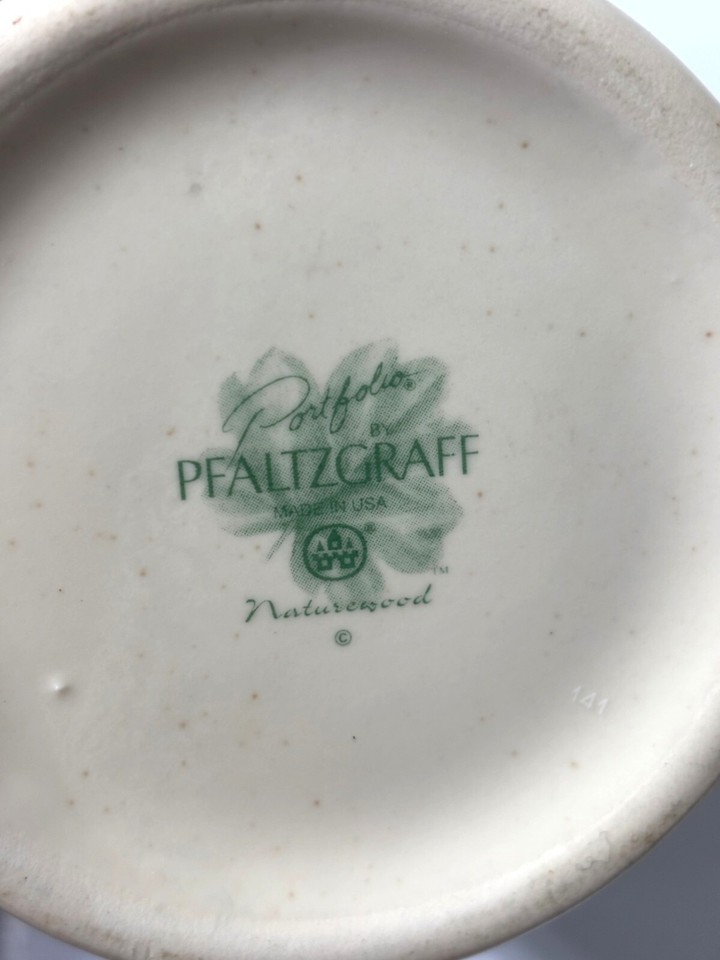 Portfolio®
BY
PFALTZGRAFF
MADE IN USA
®
TM
Naturewood
©
141